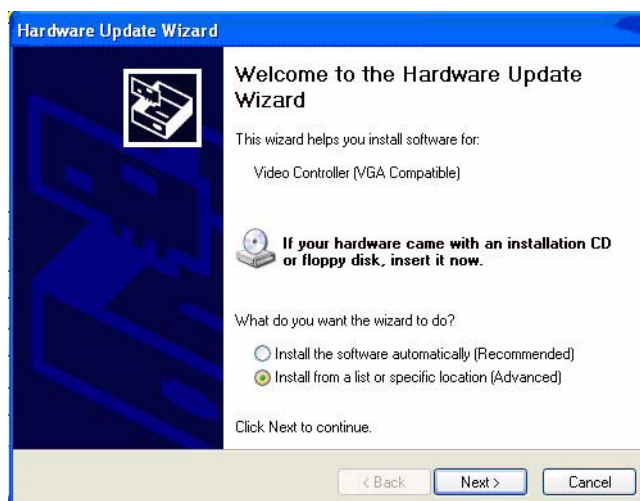 Hardware Update Wizard
Welcome to the Hardware Update
Wizard
This wizard helps you install software for:
Video Controller (VGA Compatible)
If your hardware came with an installation CD
or floppy disk, insert it now.
What do you want the wizard to do?
Install the software automatically (Recommended)
Install from a list or specific location (Advanced)
Click Next to continue.
< Back Next > Cancel